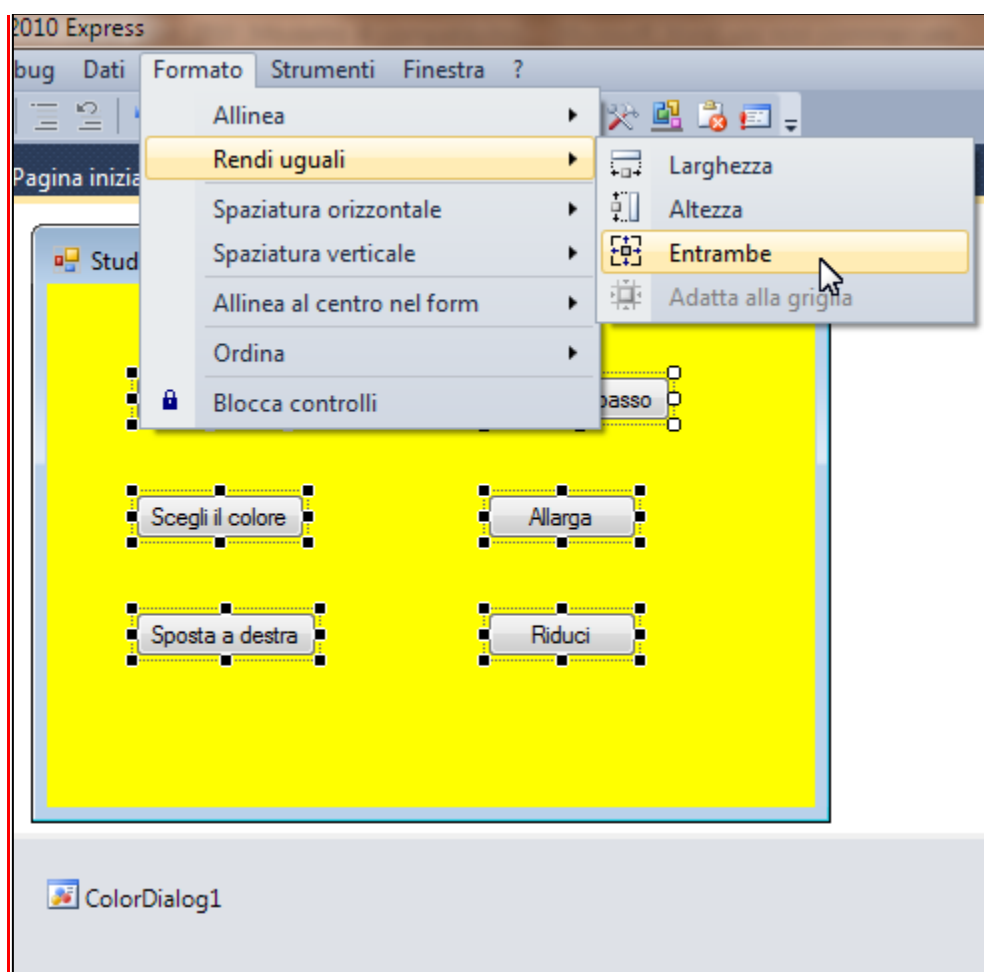 2010 Express
bug Dati Formato Strumenti Finestra ?
Allinea
Rendi uguali
Larghezza
Pagina inizia
Spaziatura orizzontale
Altezza
Stud
Spaziatura verticale
Entrambe
Allinea al centro nel form
Adatta alla griglia
Ordina
Blocca controlli
passo
Scegli il colore
Allarga
Sposta a destra
Riduci
ColorDialog1